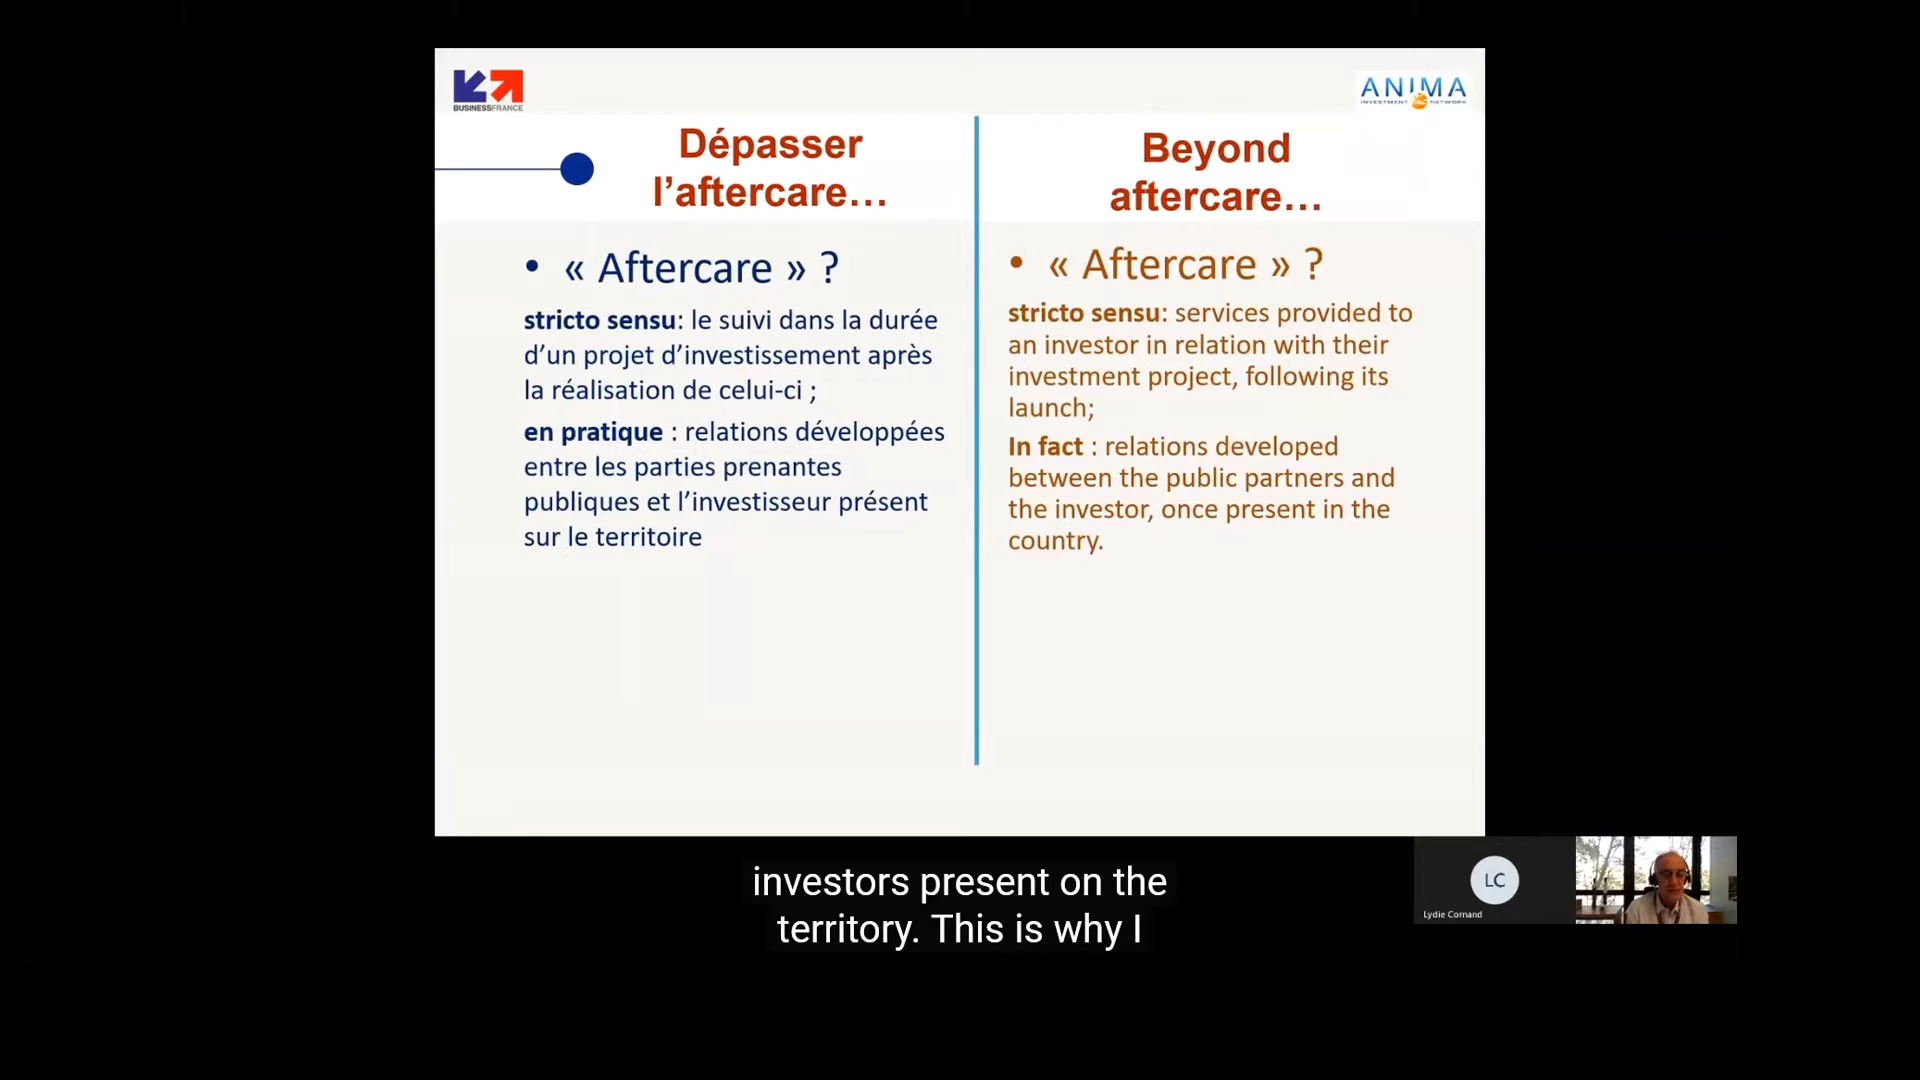 BUSINESSFRANCE
ANIMA
INVESTMENT NETWORK
Dépasser
l’aftercare…
• « Aftercare » ?
stricto sensu: le suivi dans la durée
d’un projet d’investissement après
la réalisation de celui-ci ;
en pratique : relations développées
entre les parties prenantes
publiques et l’investisseur présent
sur le territoire
Beyond
aftercare…
• « Aftercare » ?
stricto sensu: services provided to
an investor in relation with their
investment project, following its
launch;
In fact : relations developed
between the public partners and
the investor, once present in the
country.
investors present on the
territory. This is why I
LC
Lydie Cornand